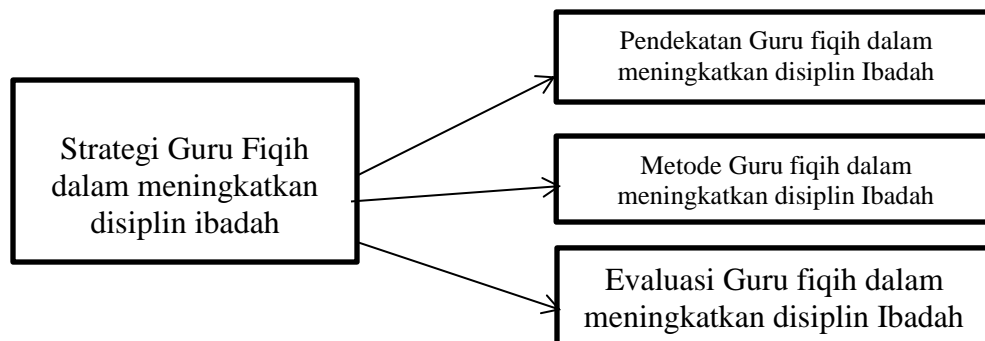 Pendekatan Guru fiqih dalam
meningkatkan disiplin Ibadah
Strategi Guru Fiqih
dalam meningkatkan
disiplin ibadah
Metode Guru fiqih dalam
meningkatkan disiplin Ibadah
Evaluasi Guru fiqih dalam
meningkatkan disiplin Ibadah